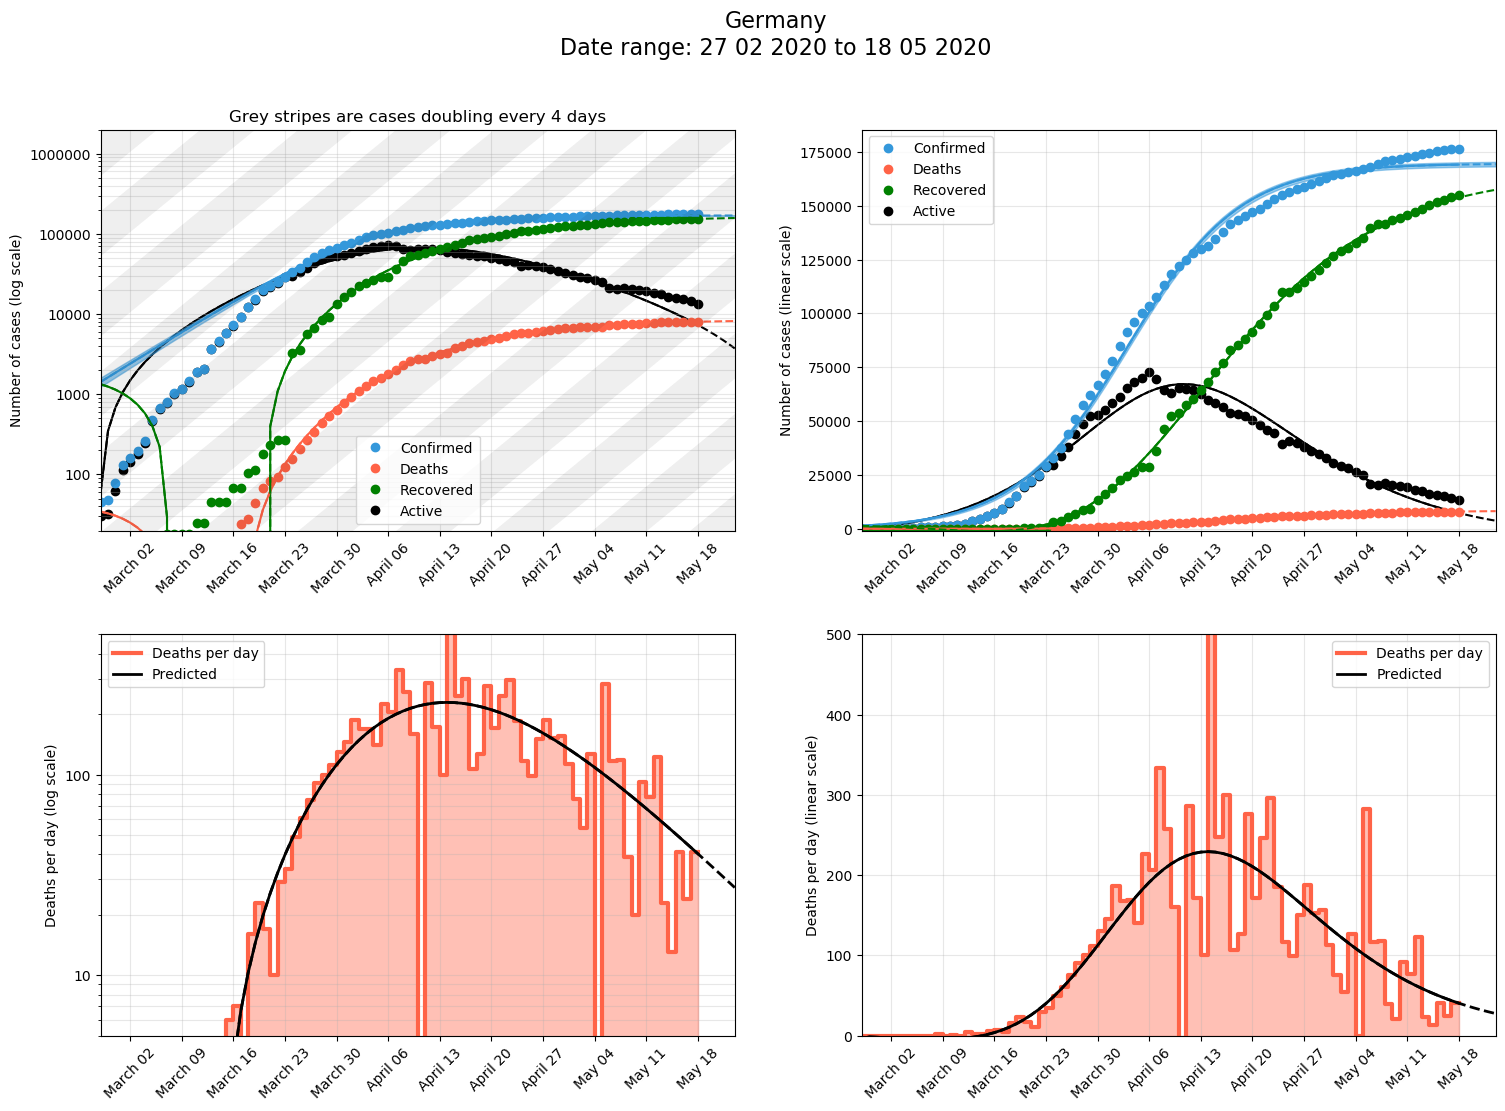 Germany
Date range: 27 02 2020 to 18 05 2020
Grey stripes are cases doubling every 4 days
Number of cases (log scale)
1000000
100000
10000
1000
100
Confirmed
Deaths
Recovered
Active
March 02
March 09
March 16
March 23
March 30
April 06
April 13
April 20
April 27
May 04
May 11
May 18
Number of cases (linear scale)
175000
150000
125000
100000
75000
50000
25000
0
Confirmed
Deaths
Recovered
Active
March 02
March 09
March 16
March 23
March 30
April 06
April 13
April 20
April 27
May 04
May 11
May 18
Deaths per day (log scale)
100
10
Deaths per day
Predicted
March 02
March 09
March 16
March 23
March 30
April 06
April 13
April 20
April 27
May 04
May 11
May 18
Deaths per day (linear scale)
500
400
300
200
100
0
Deaths per day
Predicted
March 02
March 09
March 16
March 23
March 30
April 06
April 13
April 20
April 27
May 04
May 11
May 18